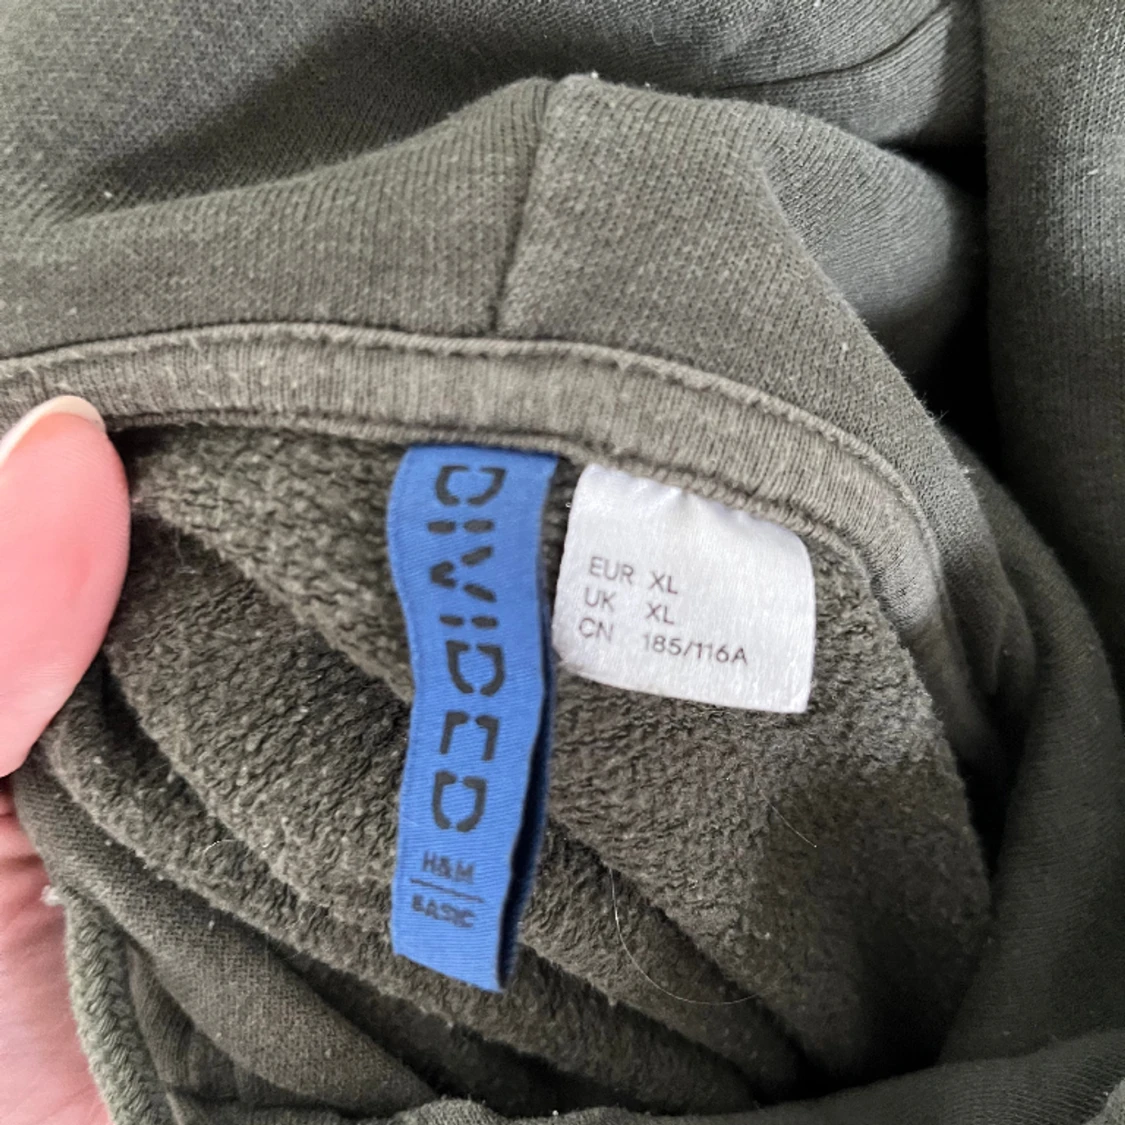 DIVIDED
H&M
BASIC
EUR XL
UK XL
CN 185/116A